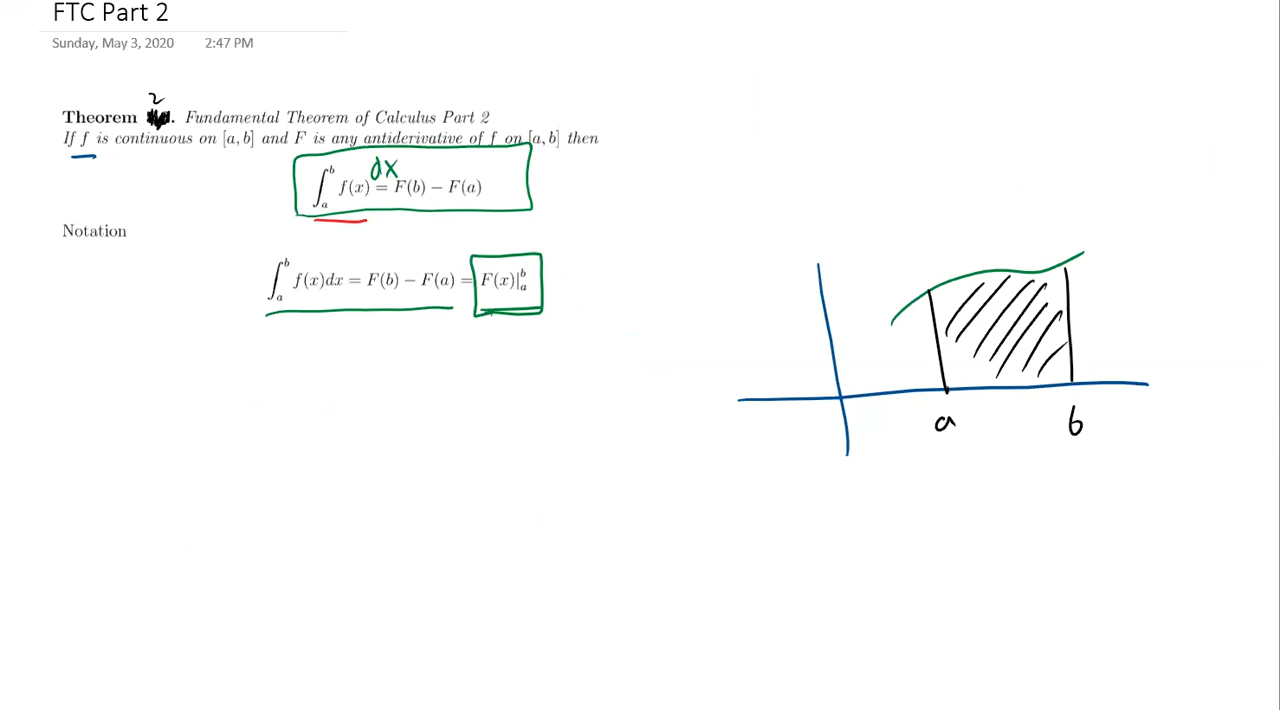 FTC Part 2
Sunday, May 3, 2020 2:47 PM
2
Theorem . Fundamental Theorem of Calculus Part 2
If f is continuous on [a, b] and F is any antiderivative of f on [a, b] then
dx
∫_a^b f(x) = F(b) − F(a)
Notation
∫_a^b f(x)dx = F(b) − F(a) = F(x)|_a^b
a b